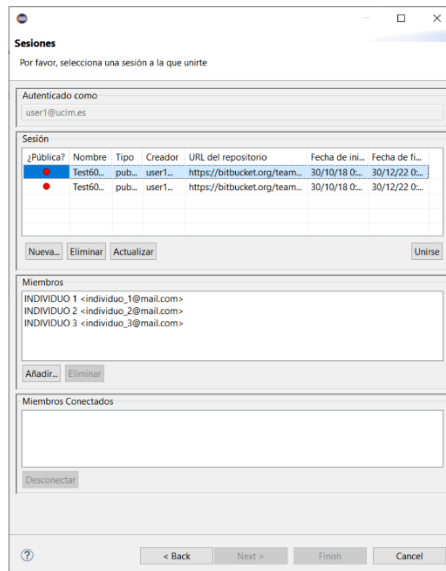 Sesiones
Por favor, selecciona una sesión a la que unirte
Autenticado como
user1@uclm.es
Sesión
¿Pública? Nombre Tipo Creador URL del repositorio Fecha de ini... Fecha de fi...
Test60... pub... user1... https://bitbucket.org/team... 30/10/18 0:... 30/12/22 0:...
Test60... pub... user1... https://bitbucket.org/team... 30/10/18 0:... 30/12/22 0:...
Nueva... Eliminar Actualizar Unirse
Miembros
INDIVIDUO 1 <individuo_1@mail.com>
INDIVIDUO 2 <individuo_2@mail.com>
INDIVIDUO 3 <individuo_3@mail.com>
Añadir... Eliminar
Miembros Conectados
Desconectar
? < Back Next > Finish Cancel